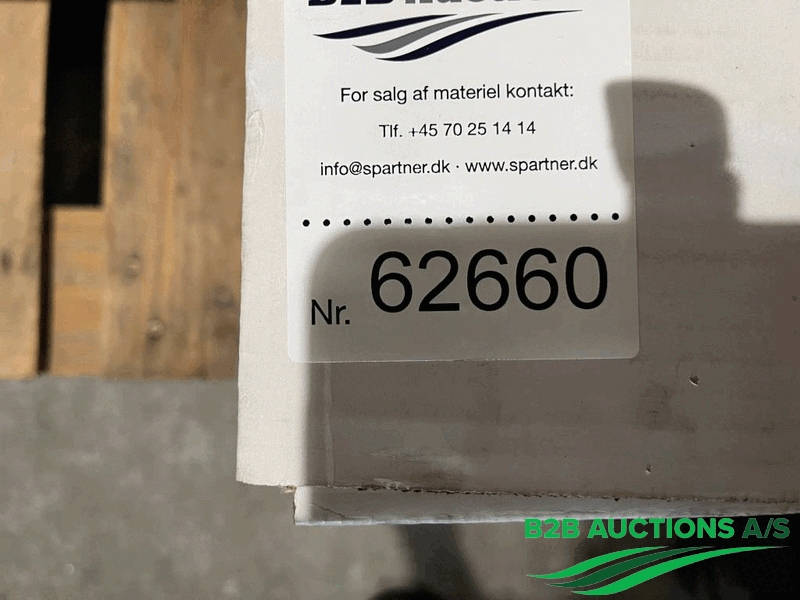 For salg af materiel kontakt:
Tlf. +45 70 25 14 14
info@spartner.dk · www.spartner.dk
Nr. 62660
B2B AUCTIONS A/S